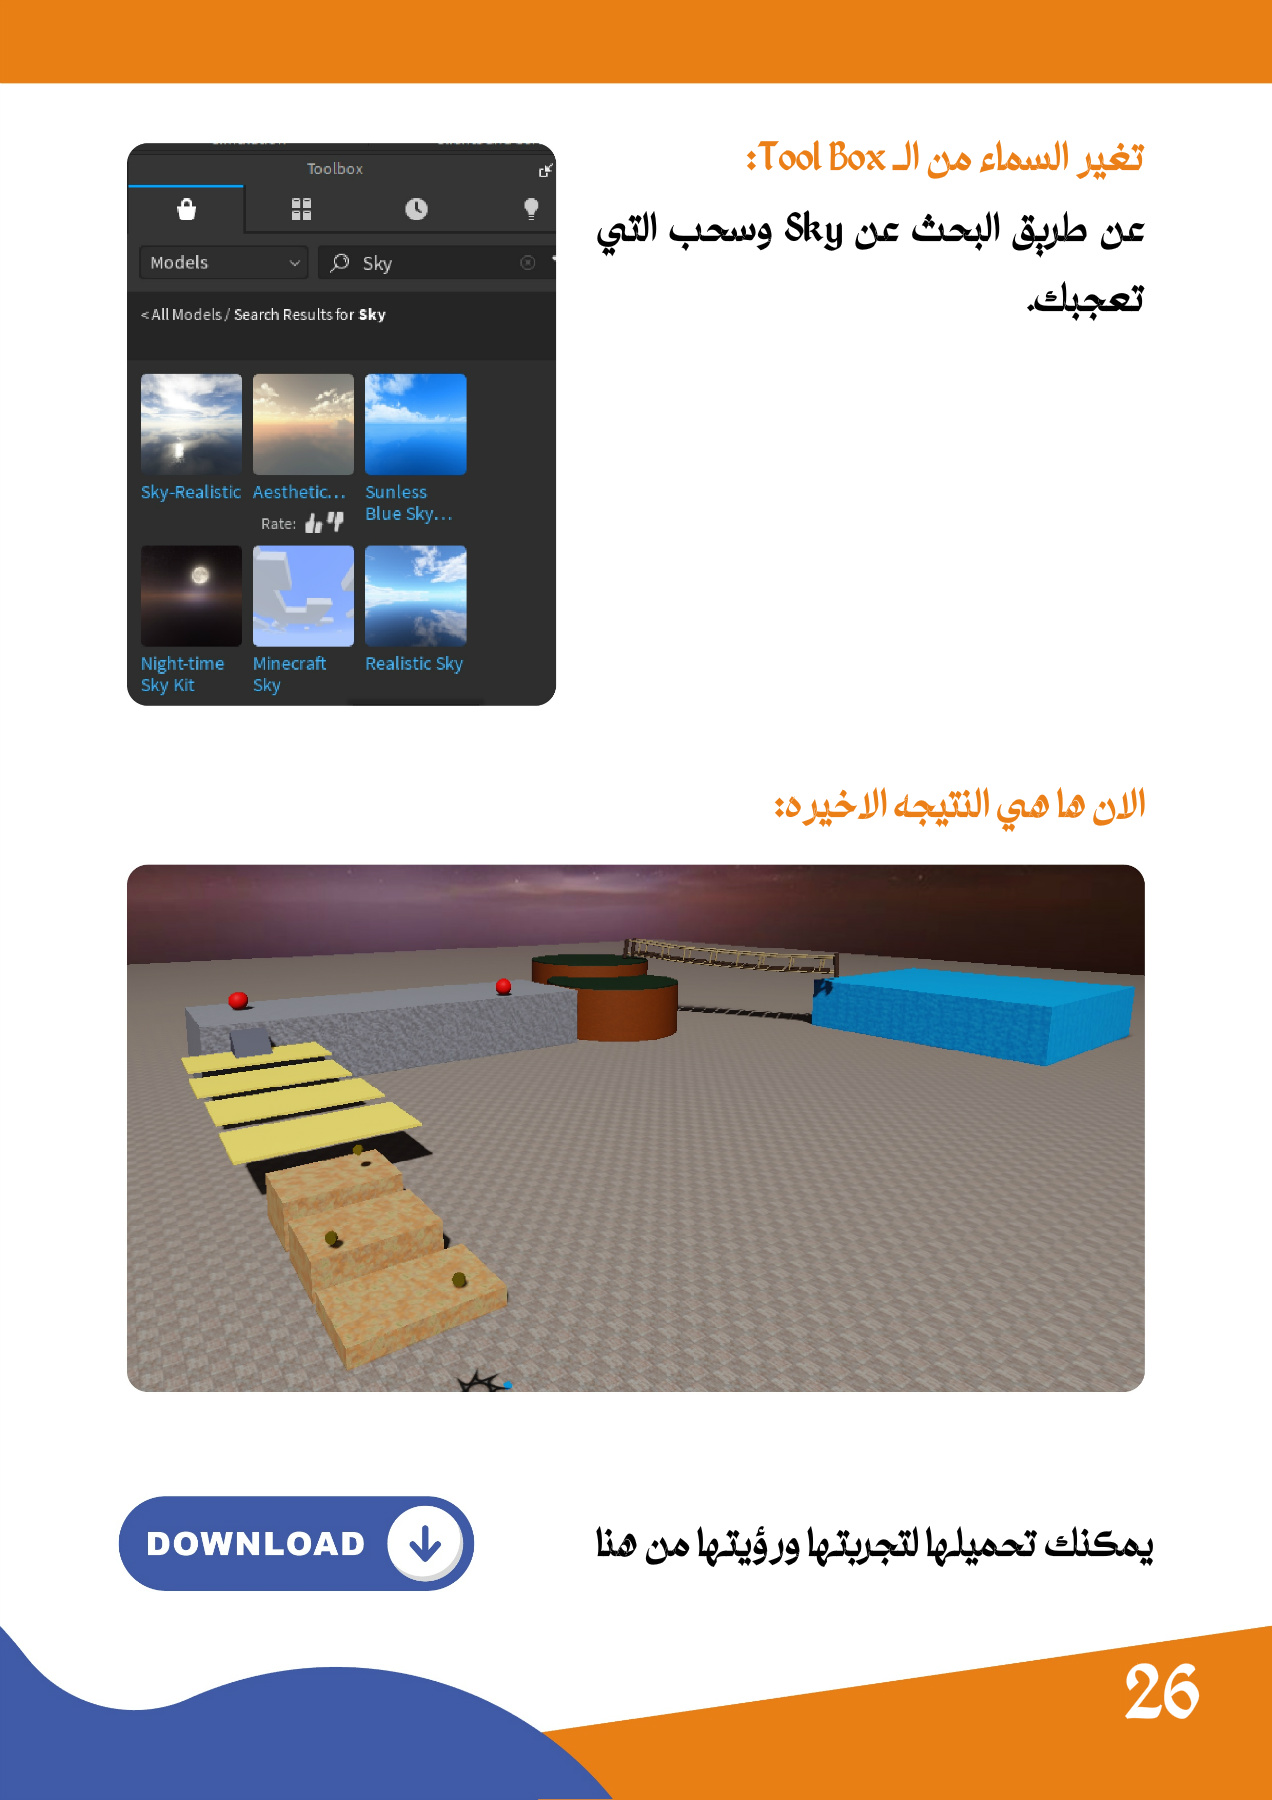 تغير السماء من الـ Tool Box:
عن طريق البحث عن Sky وسحب التي
تعجبك.
Toolbox
Models
Sky
< All Models / Search Results for Sky
Sky-Realistic
Aesthetic...
Sunless
Blue Sky...
Rate:
Night-time
Sky Kit
Minecraft
Sky
Realistic Sky
الان ها هي النتيجه الاخيره:
يمكنك تحميلها لتجربتها ورؤيتها من هنا
DOWNLOAD
26